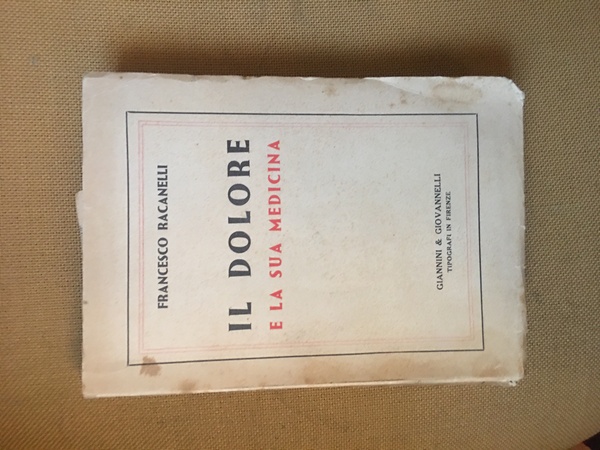 FRANCESCO RACANELLI
IL DOLORE
E LA SUA MEDICINA
GIANNINI & GIOVANNELLI
TIPOGRAFI IN FIRENZE